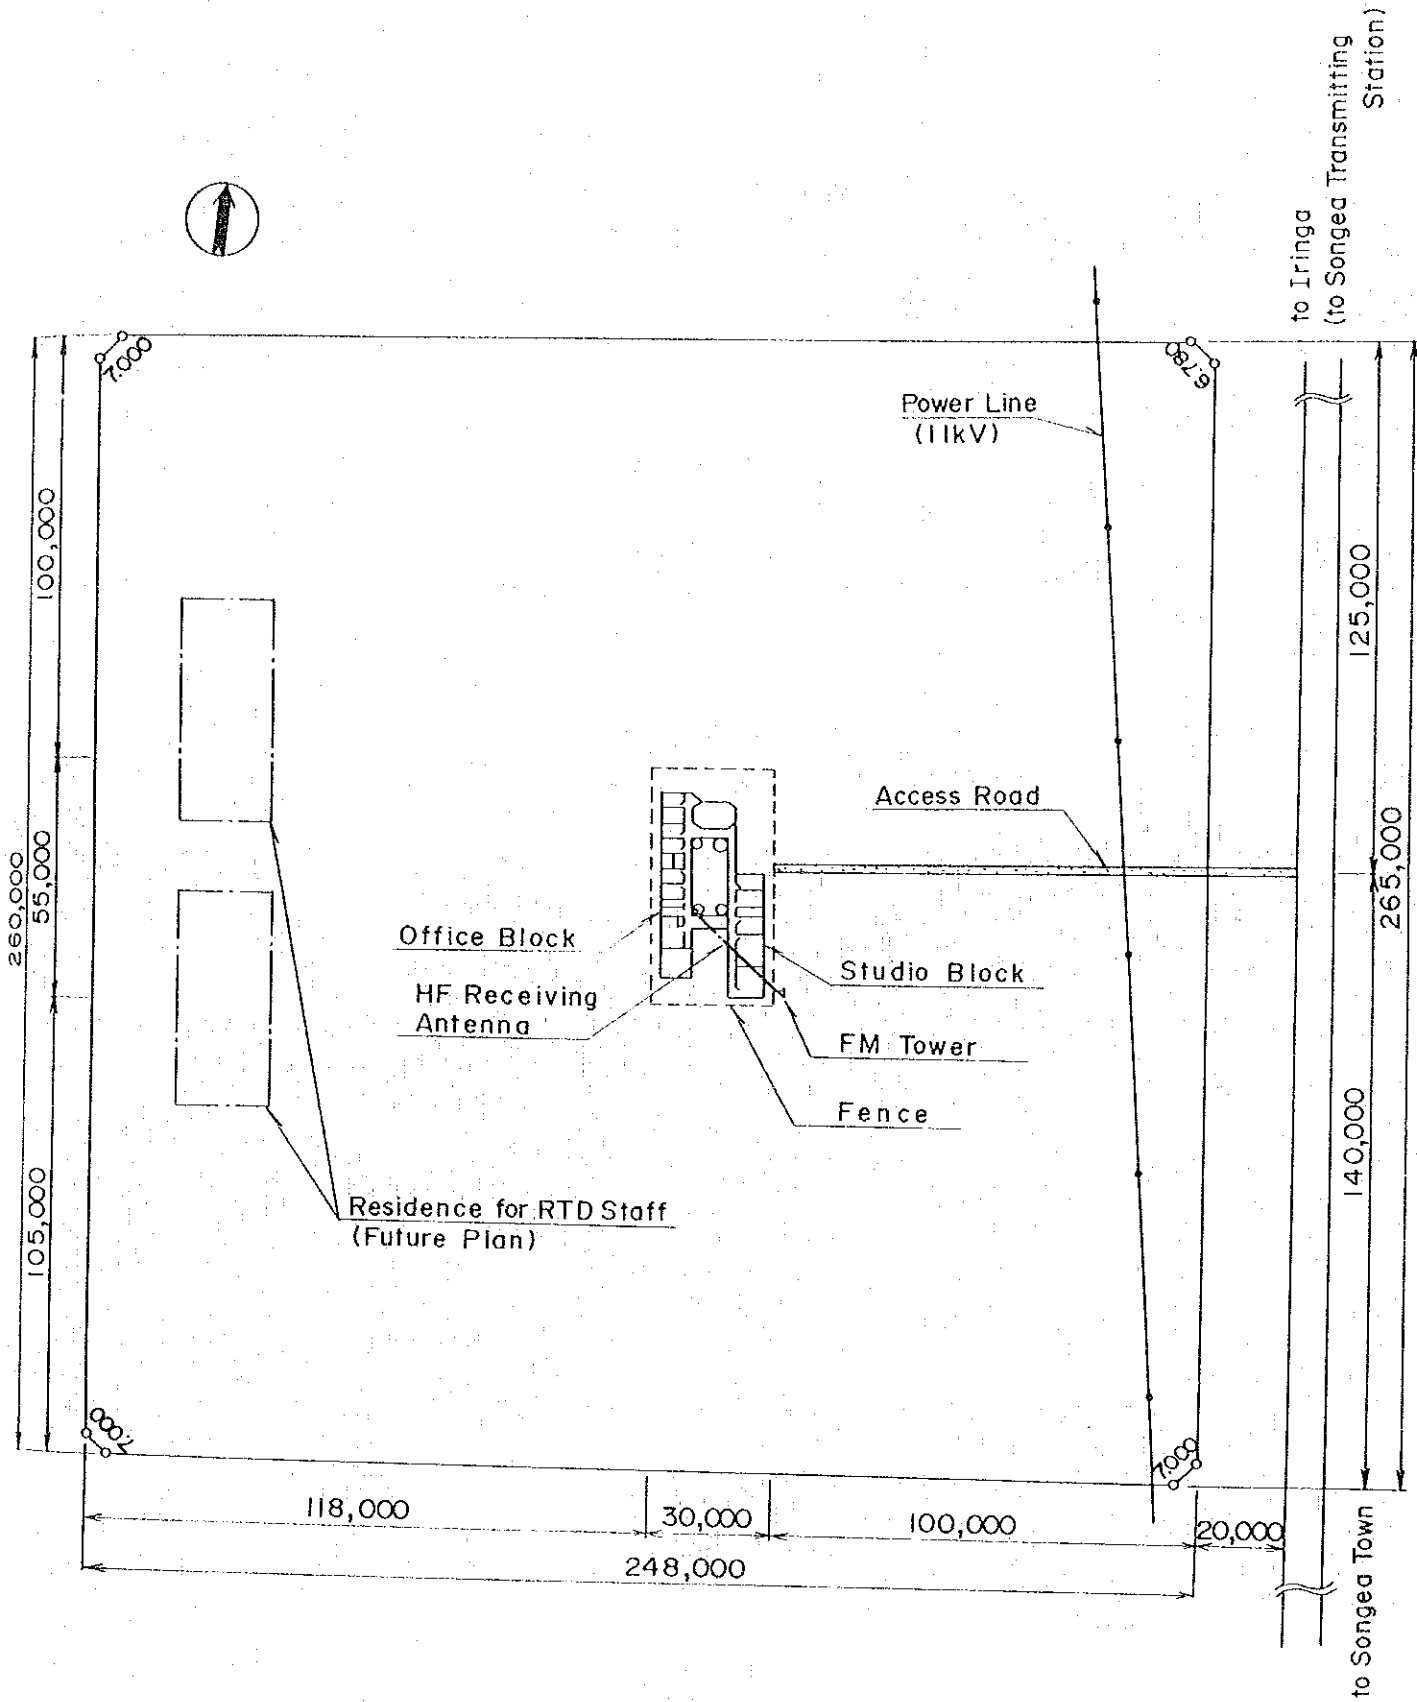 to Iringa
(to Songea Transmitting
Station)
7.000
6.780
Power Line
(11kV)
260,000
100,000
55,000
105,000
125,000
265,000
140,000
Access Road
Office Block
HF Receiving
Antenna
Studio Block
FM Tower
Fence
Residence for RTD Staff
(Future Plan)
7.000
7.000
118,000
30,000
100,000
20,000
248,000
to Songea Town